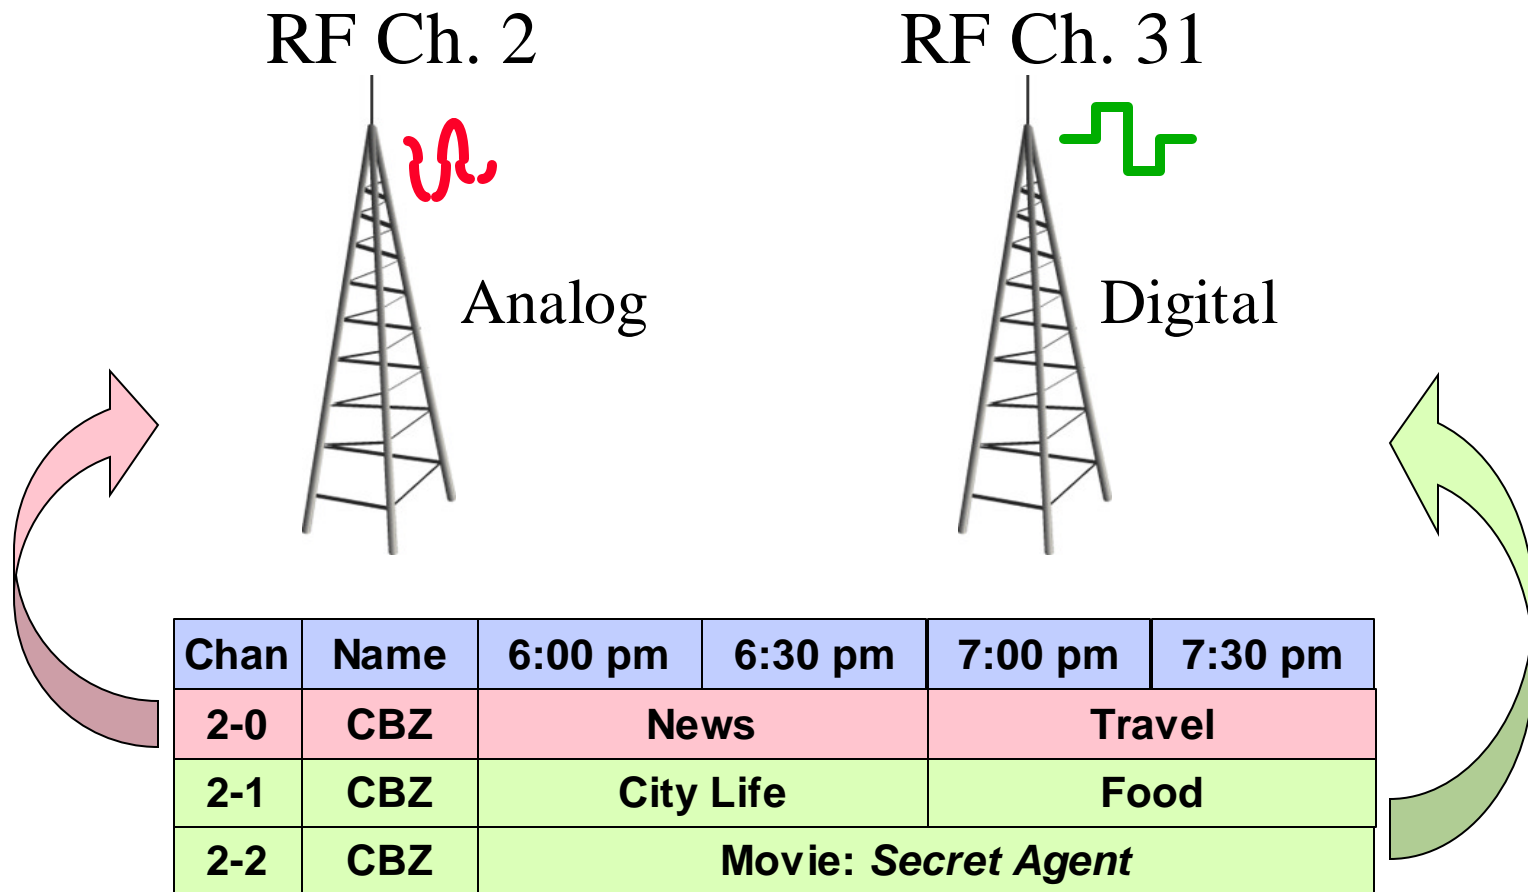 RF Ch. 2
RF Ch. 31
Analog
Digital
Chan Name 6:00 pm 6:30 pm 7:00 pm 7:30 pm
2-0 CBZ News Travel
2-1 CBZ City Life Food
2-2 CBZ Movie: Secret Agent